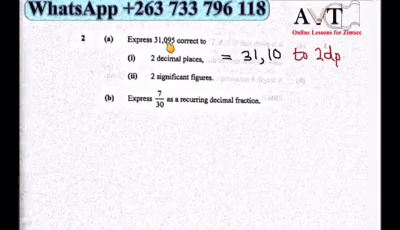 WhatsApp +263 733 796 118
AVT
Online Lessons for Zimsec
2 (a) Express 31,095 correct to
(i) 2 decimal places, = 31,10 to 2dp
(ii) 2 significant figures.
(b) Express 7/30 as a recurring decimal fraction.